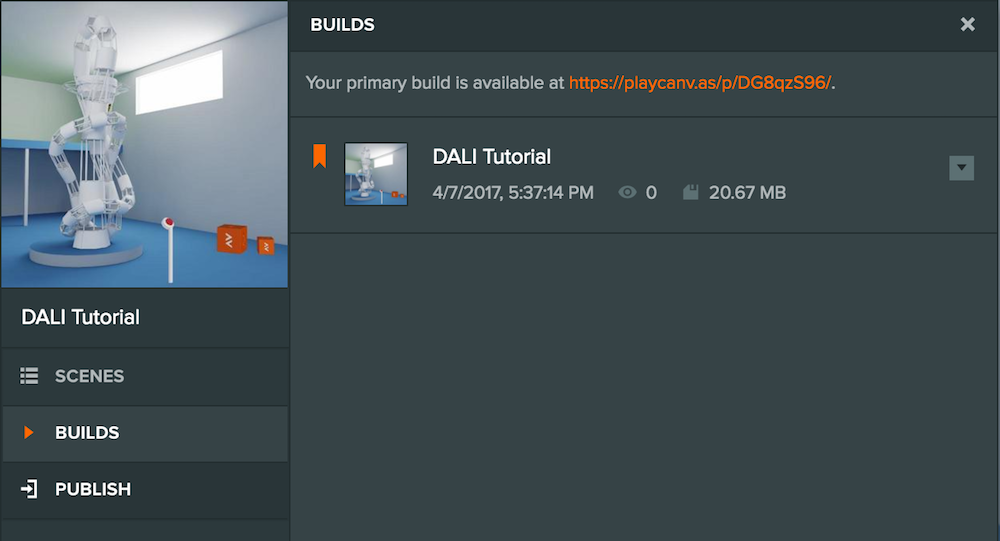 DALI Tutorial
SCENES
BUILDS
PUBLISH
BUILDS
Your primary build is available at https://playcanv.as/p/DG8qzS96/.
DALI Tutorial
4/7/2017, 5:37:14 PM 0 20.67 MB